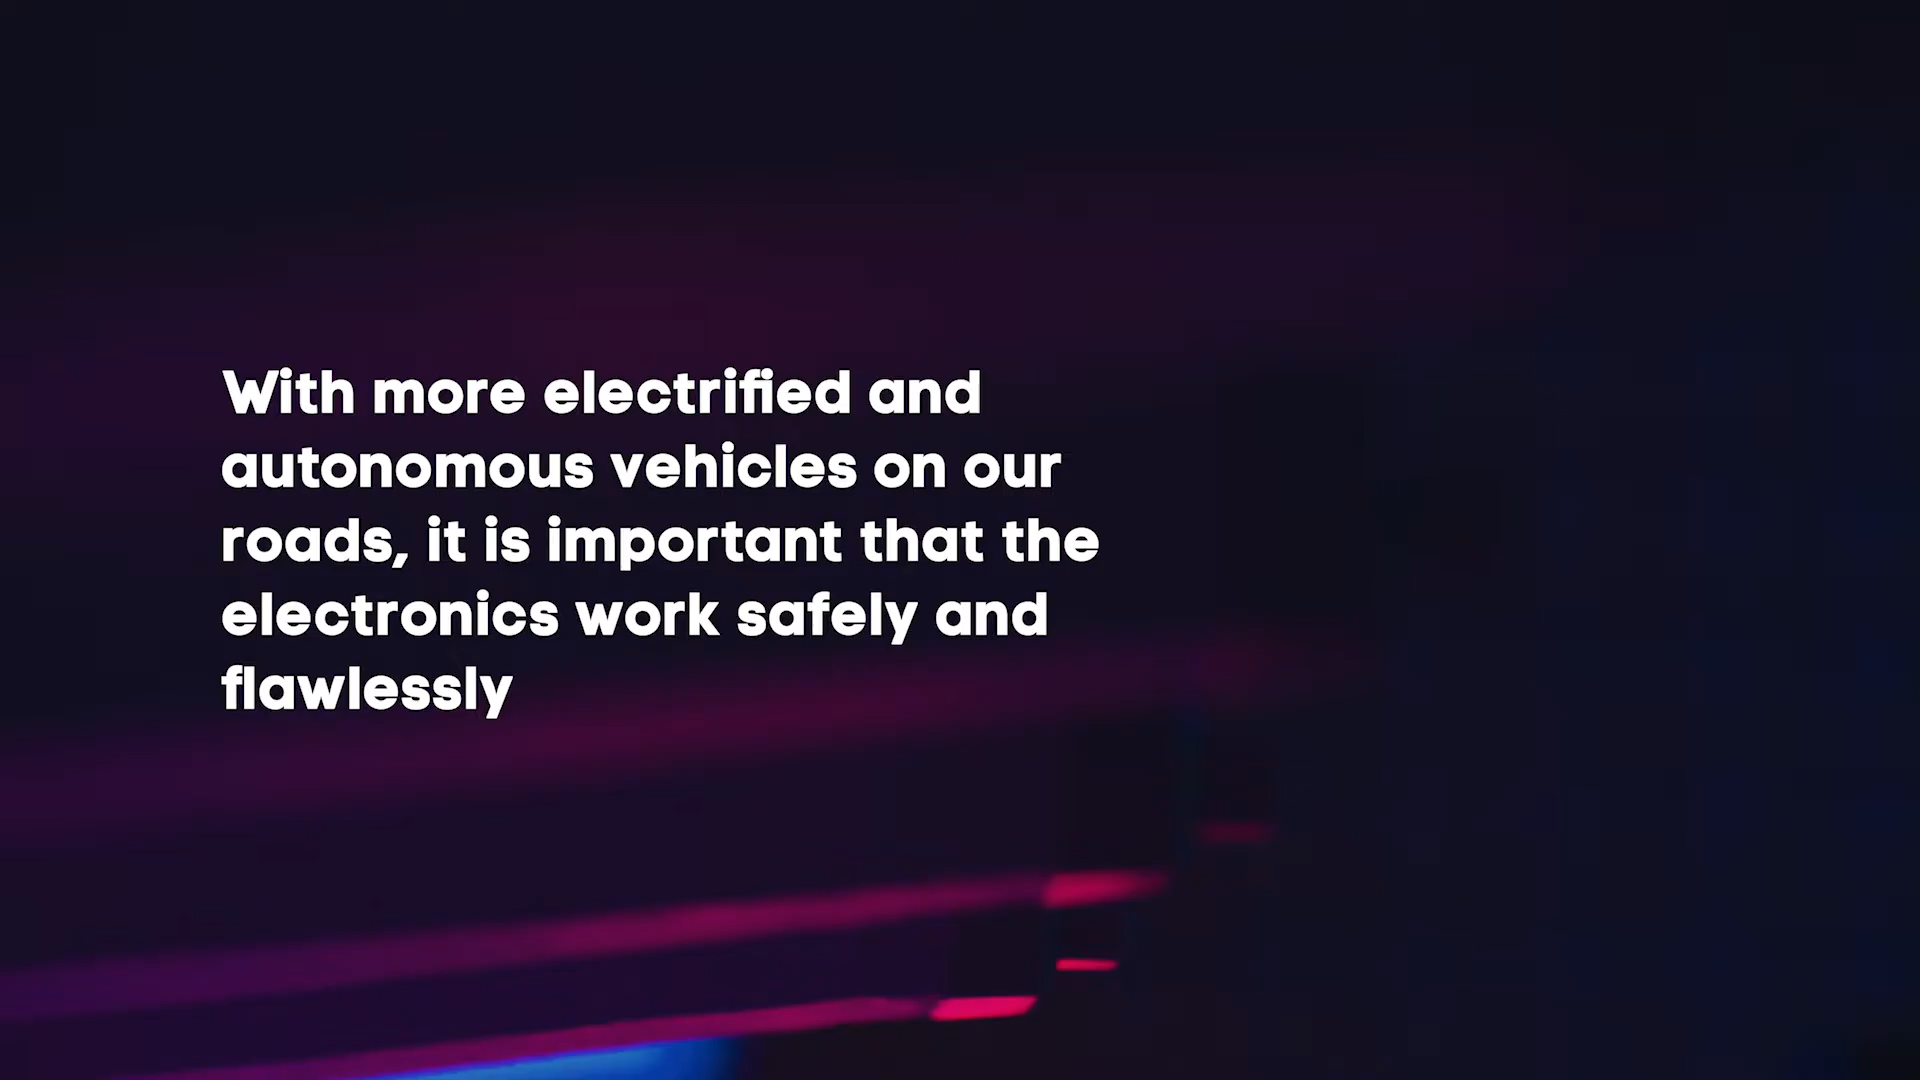 With more electrified and
autonomous vehicles on our
roads, it is important that the
electronics work safely and
flawlessly